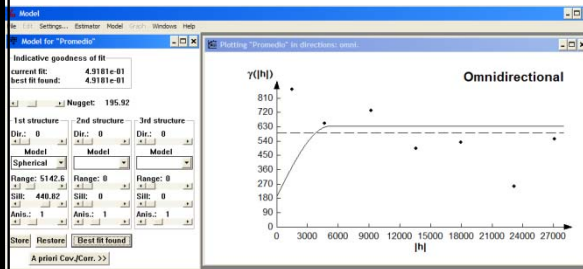 Model
File Edit Settings... Estimator Model Graph Windows Help
Model for "Promedio"
Indicative goodness of fit
current fit: 4.9181e-01
best fit found: 4.9181e-01
Nugget: 195.92
1st structure 2nd structure 3rd structure
Dir.: 0 Dir.: 0 Dir.: 0
Model Model Model
Spherical
Range: 5142.6 Range: 0 Range: 0
Sill: 440.82 Sill: 0 Sill: 0
Anis.: 1 Anis.: 1 Anis.: 1
Store Restore Best fit found
A priori Cov./Corr. >>
Plotting "Promedio" in directions: omni.
γ(|h|)
Omnidirectional
810
720
630
540
450
360
270
180
90
0
0 3000 6000 9000 12000 15000 18000 21000 24000 27000
|h|